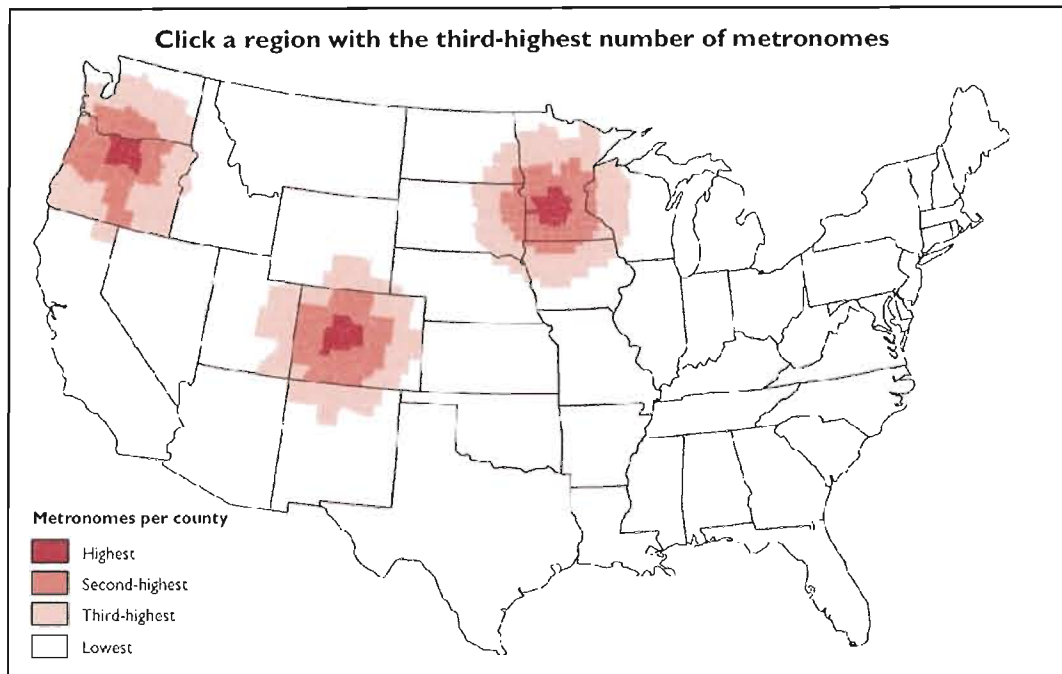 Click a region with the third-highest number of metronomes
Metronomes per county
Highest
Second-highest
Third-highest
Lowest